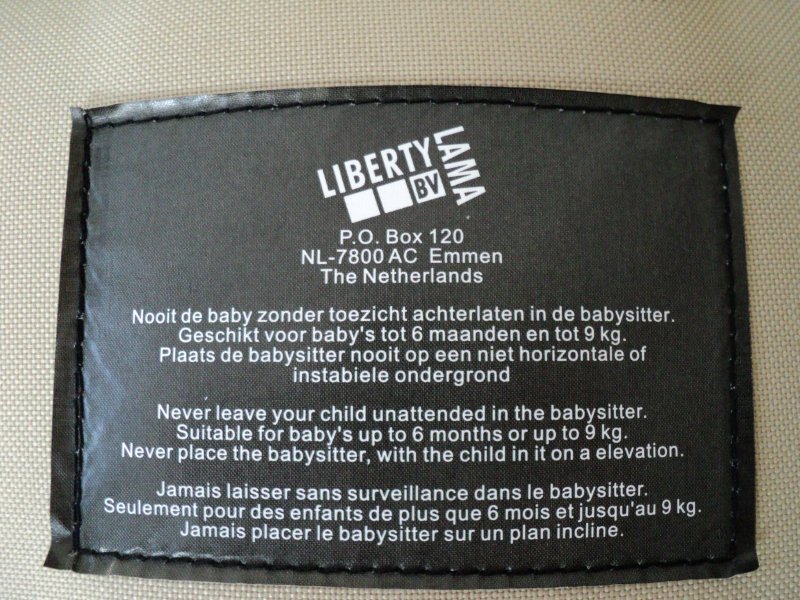 LIBERTY LAMA
BV
P.O. Box 120
NL-7800 AC Emmen
The Netherlands
Nooit de baby zonder toezicht achterlaten in de babysitter.
Geschikt voor baby's tot 6 maanden en tot 9 kg.
Plaats de babysitter nooit op een niet horizontale of
instabiele ondergrond
Never leave your child unattended in the babysitter.
Suitable for baby's up to 6 months or up to 9 kg.
Never place the babysitter, with the child in it on a elevation.
Jamais laisser sans surveillance dans le babysitter.
Seulement pour des enfants de plus que 6 mois et jusqu'au 9 kg.
Jamais placer le babysitter sur un plan incline.